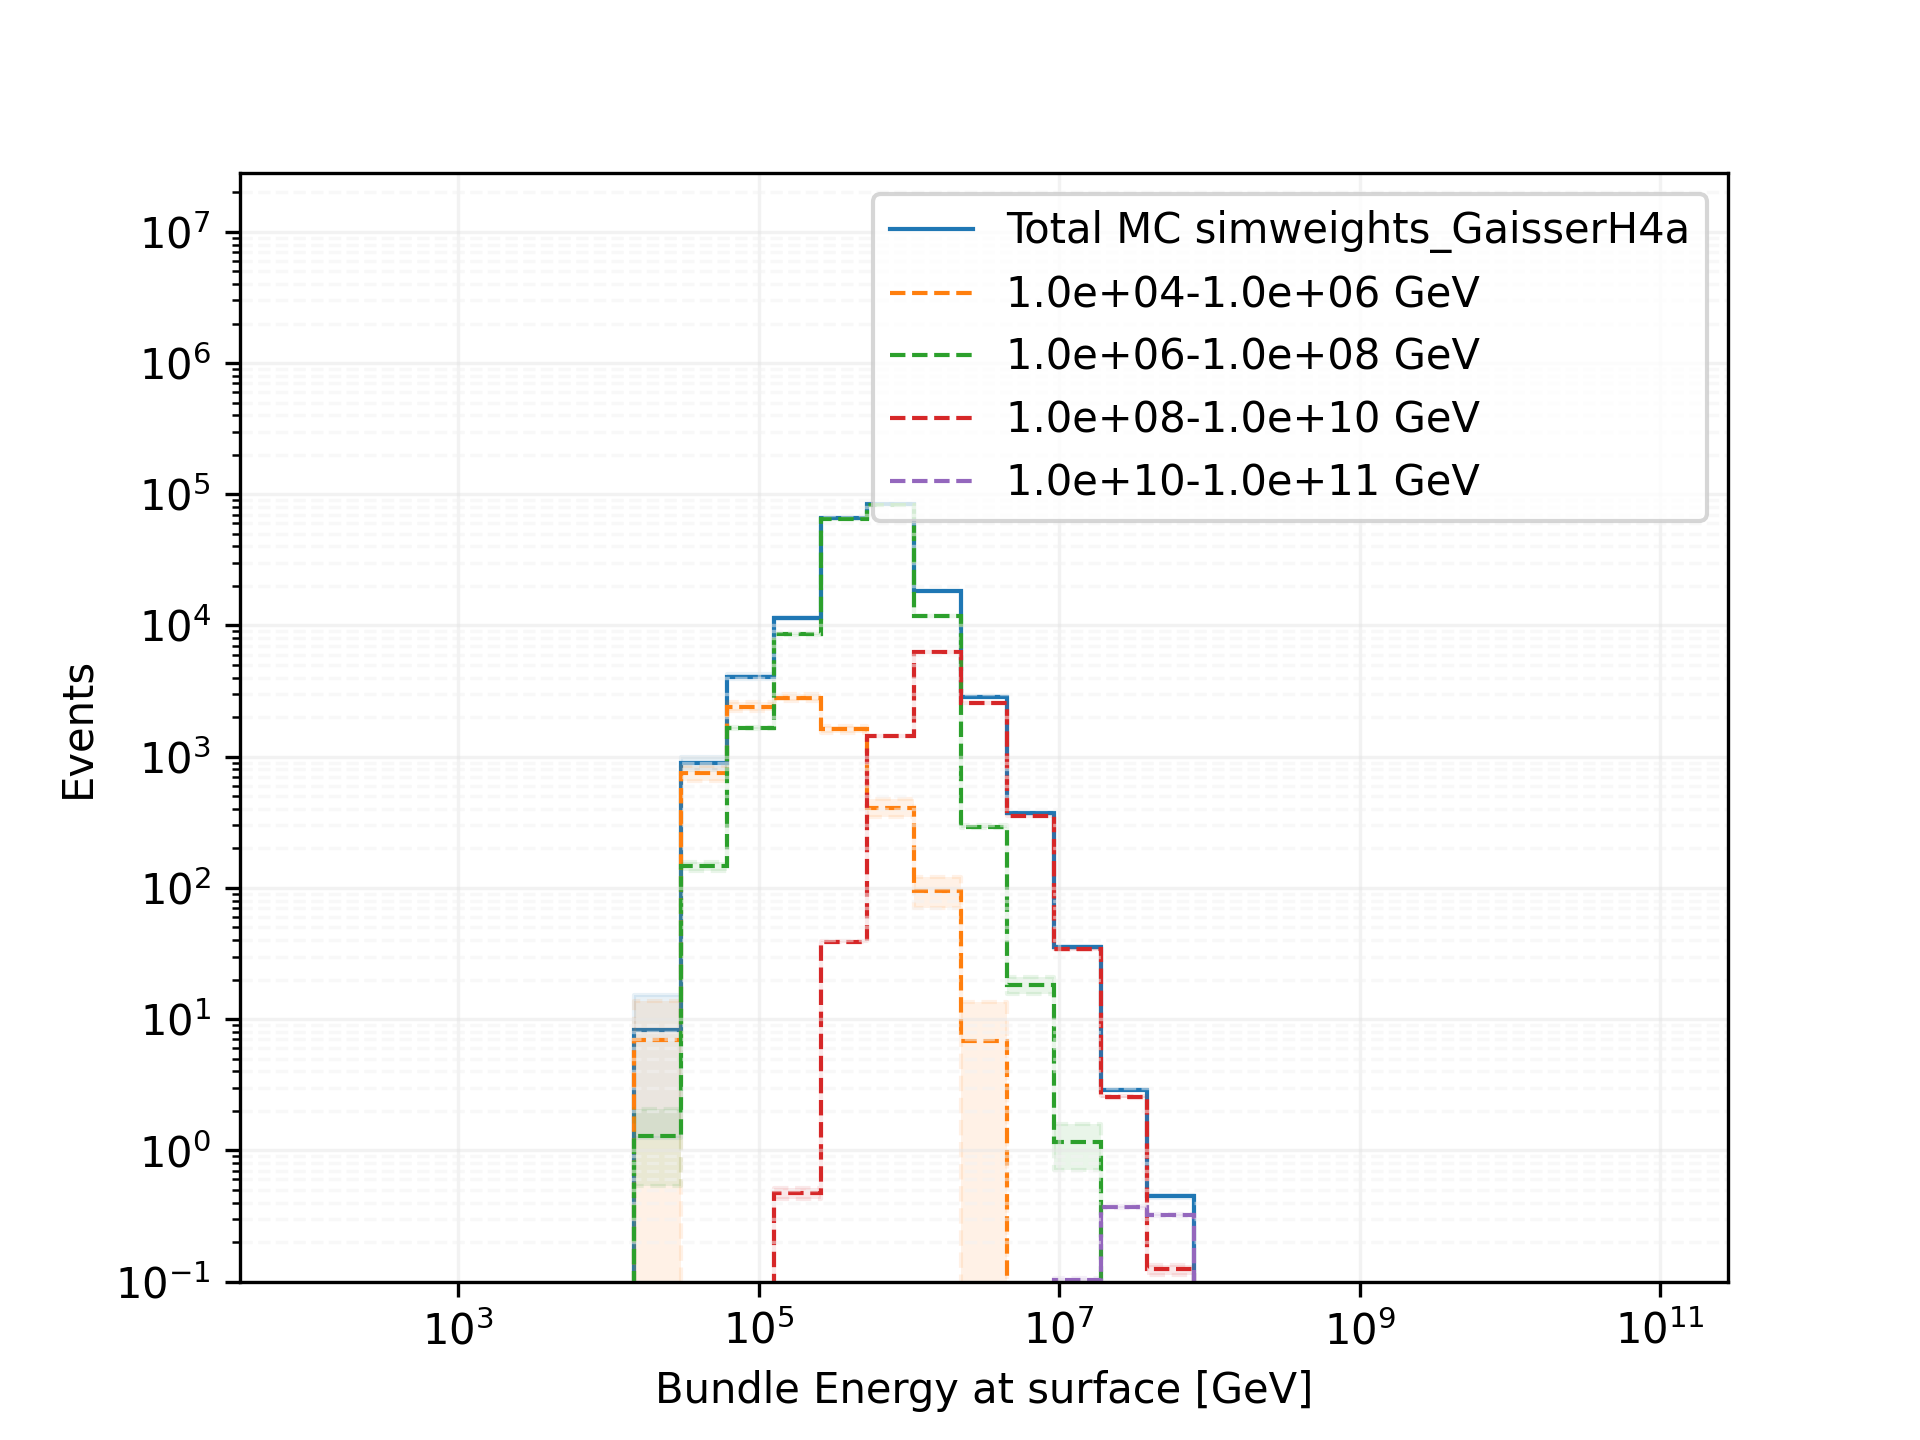 Total MC simweights_GaisserH4a
1.0e+04-1.0e+06 GeV
1.0e+06-1.0e+08 GeV
1.0e+08-1.0e+10 GeV
1.0e+10-1.0e+11 GeV
10⁷
10⁶
10⁵
10⁴
10³
10²
10¹
10⁰
10⁻¹
Events
10³ 10⁵ 10⁷ 10⁹ 10¹¹
Bundle Energy at surface [GeV]